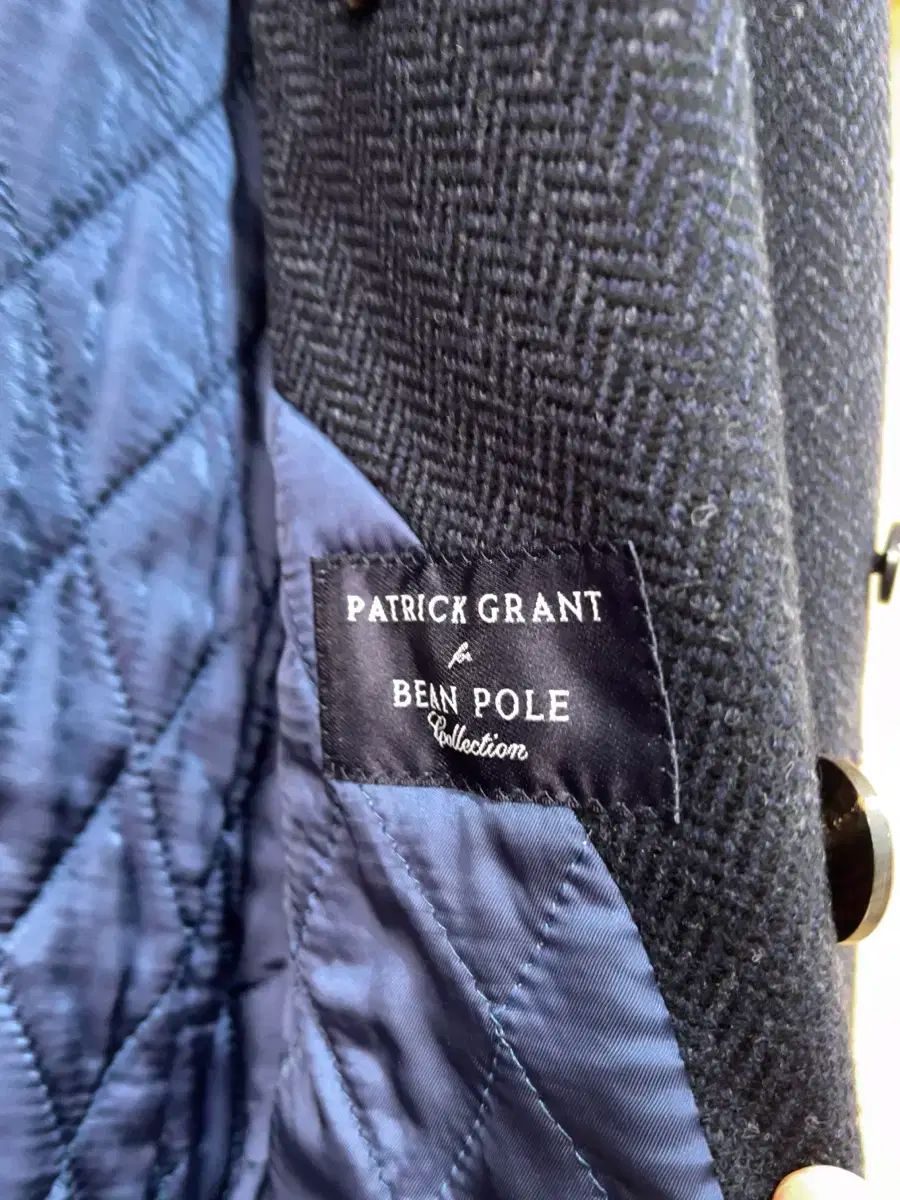 PATRICK GRANT
for
BEAN POLE
Collection